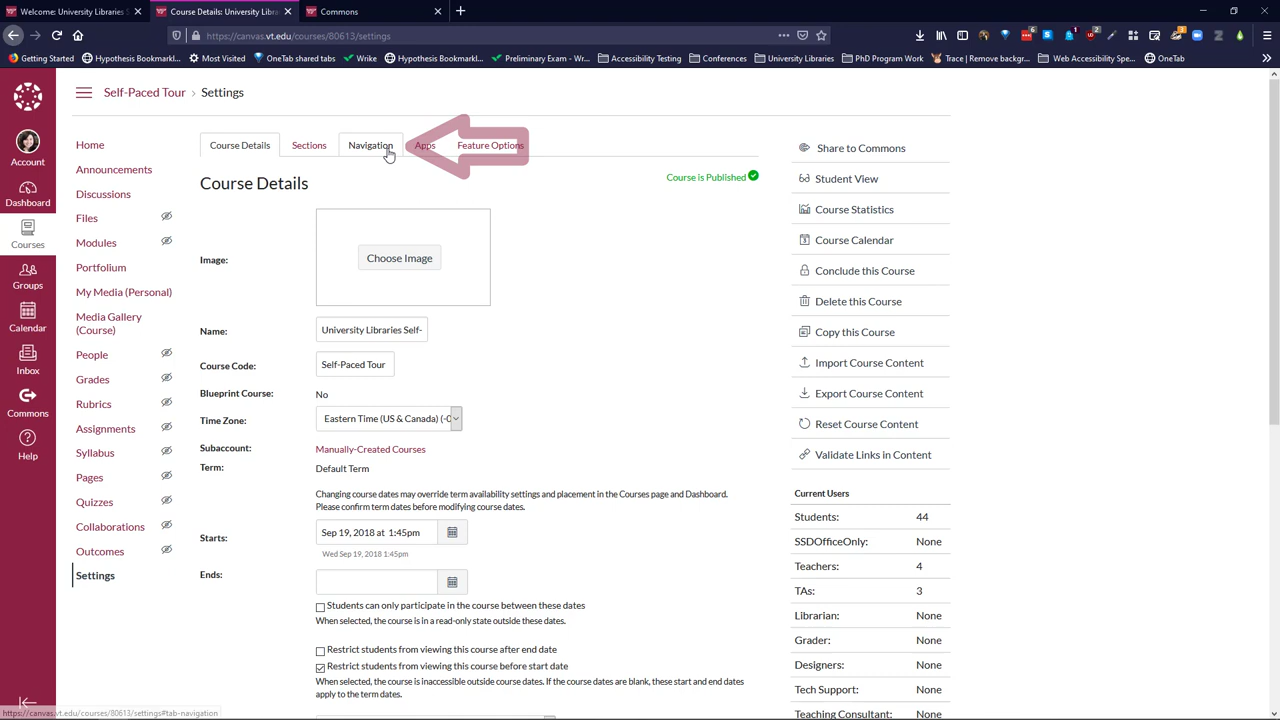 Welcome: University Libraries S
Course Details: University Libra
Commons
https://canvas.vt.edu/courses/80613/settings
Getting Started
Hypothesis Bookmarkl...
Most Visited
OneTab shared tabs
Wrike
Hypothesis Bookmarkl...
Preliminary Exam - Wr...
Accessibility Testing
Conferences
University Libraries
PhD Program Work
Trace | Remove backgr...
Web Accessibility Spe...
OneTab
Self-Paced Tour › Settings
Account
Dashboard
Courses
Groups
Calendar
Inbox
Commons
Help
Home
Announcements
Discussions
Files
Modules
Portfolium
My Media (Personal)
Media Gallery
(Course)
People
Grades
Rubrics
Assignments
Syllabus
Pages
Quizzes
Collaborations
Outcomes
Settings
Course Details
Sections
Navigation
Apps
Feature Options
Course Details
Course is Published
Image:
Choose Image
Name:
University Libraries Self-
Course Code:
Self-Paced Tour
Blueprint Course:
No
Time Zone:
Eastern Time (US & Canada) (-0
Subaccount:
Manually-Created Courses
Term:
Default Term
Changing course dates may override term availability settings and placement in the Courses page and Dashboard.
Please confirm term dates before modifying course dates.
Starts:
Sep 19, 2018 at 1:45pm
Wed Sep 19, 2018 1:45pm
Ends:
Students can only participate in the course between these dates
When selected, the course is in a read-only state outside these dates.
Restrict students from viewing this course after end date
Restrict students from viewing this course before start date
When selected, the course is inaccessible outside course dates. If the course dates are blank, these start and end dates
apply to the term dates.
Share to Commons
Student View
Course Statistics
Course Calendar
Conclude this Course
Delete this Course
Copy this Course
Import Course Content
Export Course Content
Reset Course Content
Validate Links in Content
Current Users
Students: 44
SSDOfficeOnly: None
Teachers: 4
TAs: 3
Librarian: None
Grader: None
Designers: None
Tech Support: None
Teaching Consultant: None
https://canvas.vt.edu/courses/80613/settings#tab-navigation